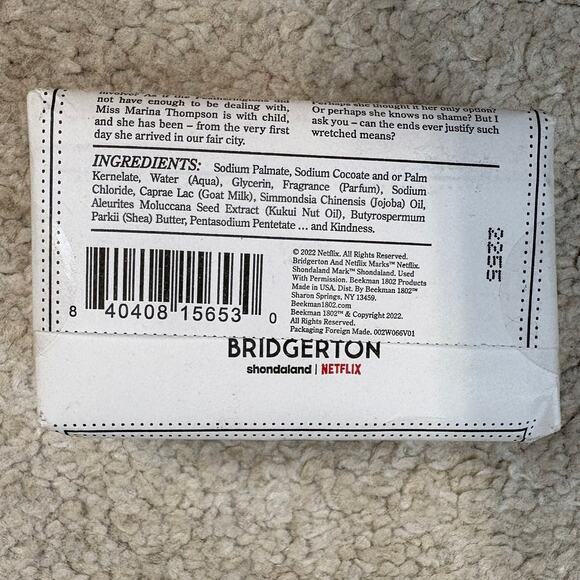 not have enough to be dealing with,
Miss Marina Thompson is with child,
and she has been – from the very first
day she arrived in our fair city.
perhaps she thought it her only option?
Or perhaps she knows no shame? But I
ask you – can the ends ever justify such
wretched means?
INGREDIENTS: Sodium Palmate, Sodium Cocoate and or Palm
Kernelate, Water (Aqua), Glycerin, Fragrance (Parfum), Sodium
Chloride, Caprae Lac (Goat Milk), Simmondsia Chinensis (Jojoba) Oil,
Aleurites Moluccana Seed Extract (Kukui Nut Oil), Butyrospermum
Parkii (Shea) Butter, Pentasodium Pentetate ... and Kindness.
8 40408 15653 0
© 2022 Netflix. All Rights Reserved.
Bridgerton And Netflix Marks™ Netflix.
Shondaland Mark™ Shondaland. Used
With Permission. Beekman 1802 Products
Made in USA. Dist. By Beekman 1802™
Sharon Springs, NY 13459.
Beekman1802.com
Beekman 1802™ & Copyright 2022.
All Rights Reserved.
Packaging Foreign Made. 002W066V01
2255
BRIDGERTON
shondaland | NETFLIX